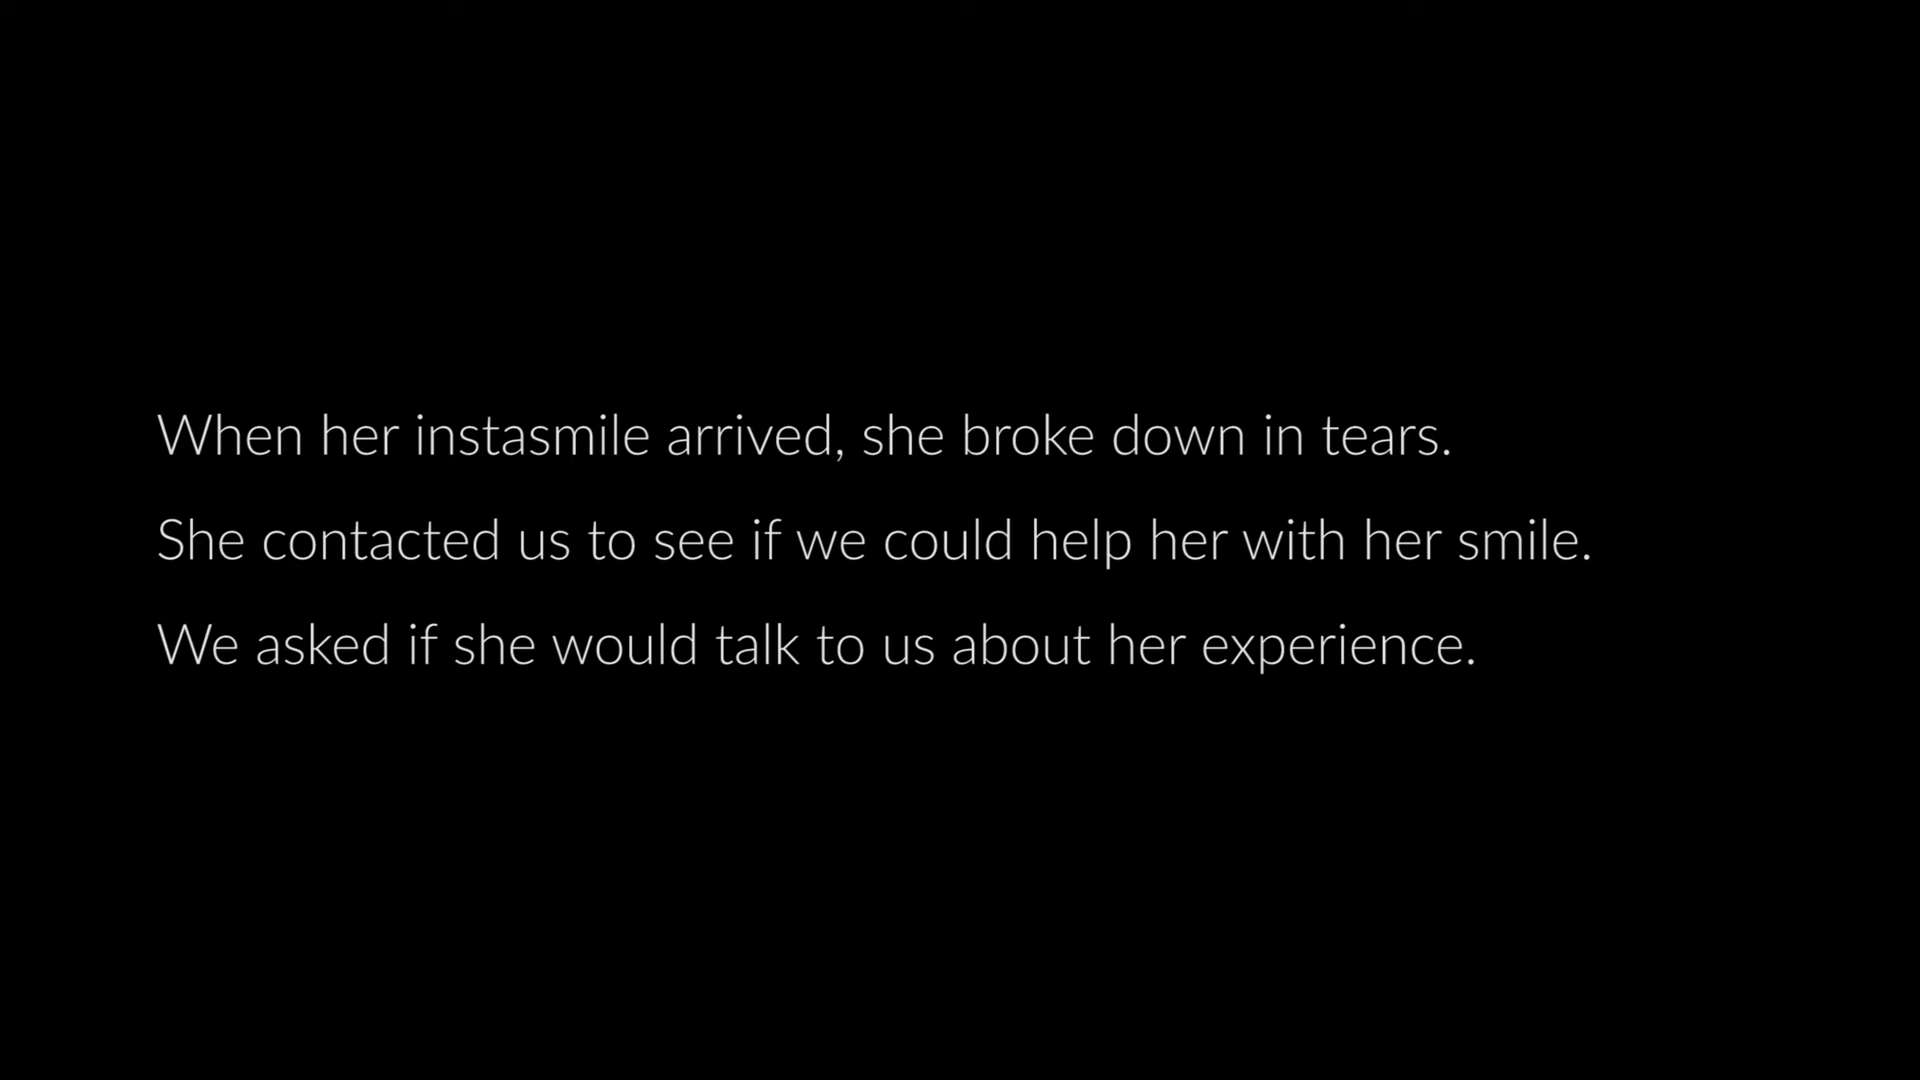 When her instasmile arrived, she broke down in tears.
She contacted us to see if we could help her with her smile.
We asked if she would talk to us about her experience.